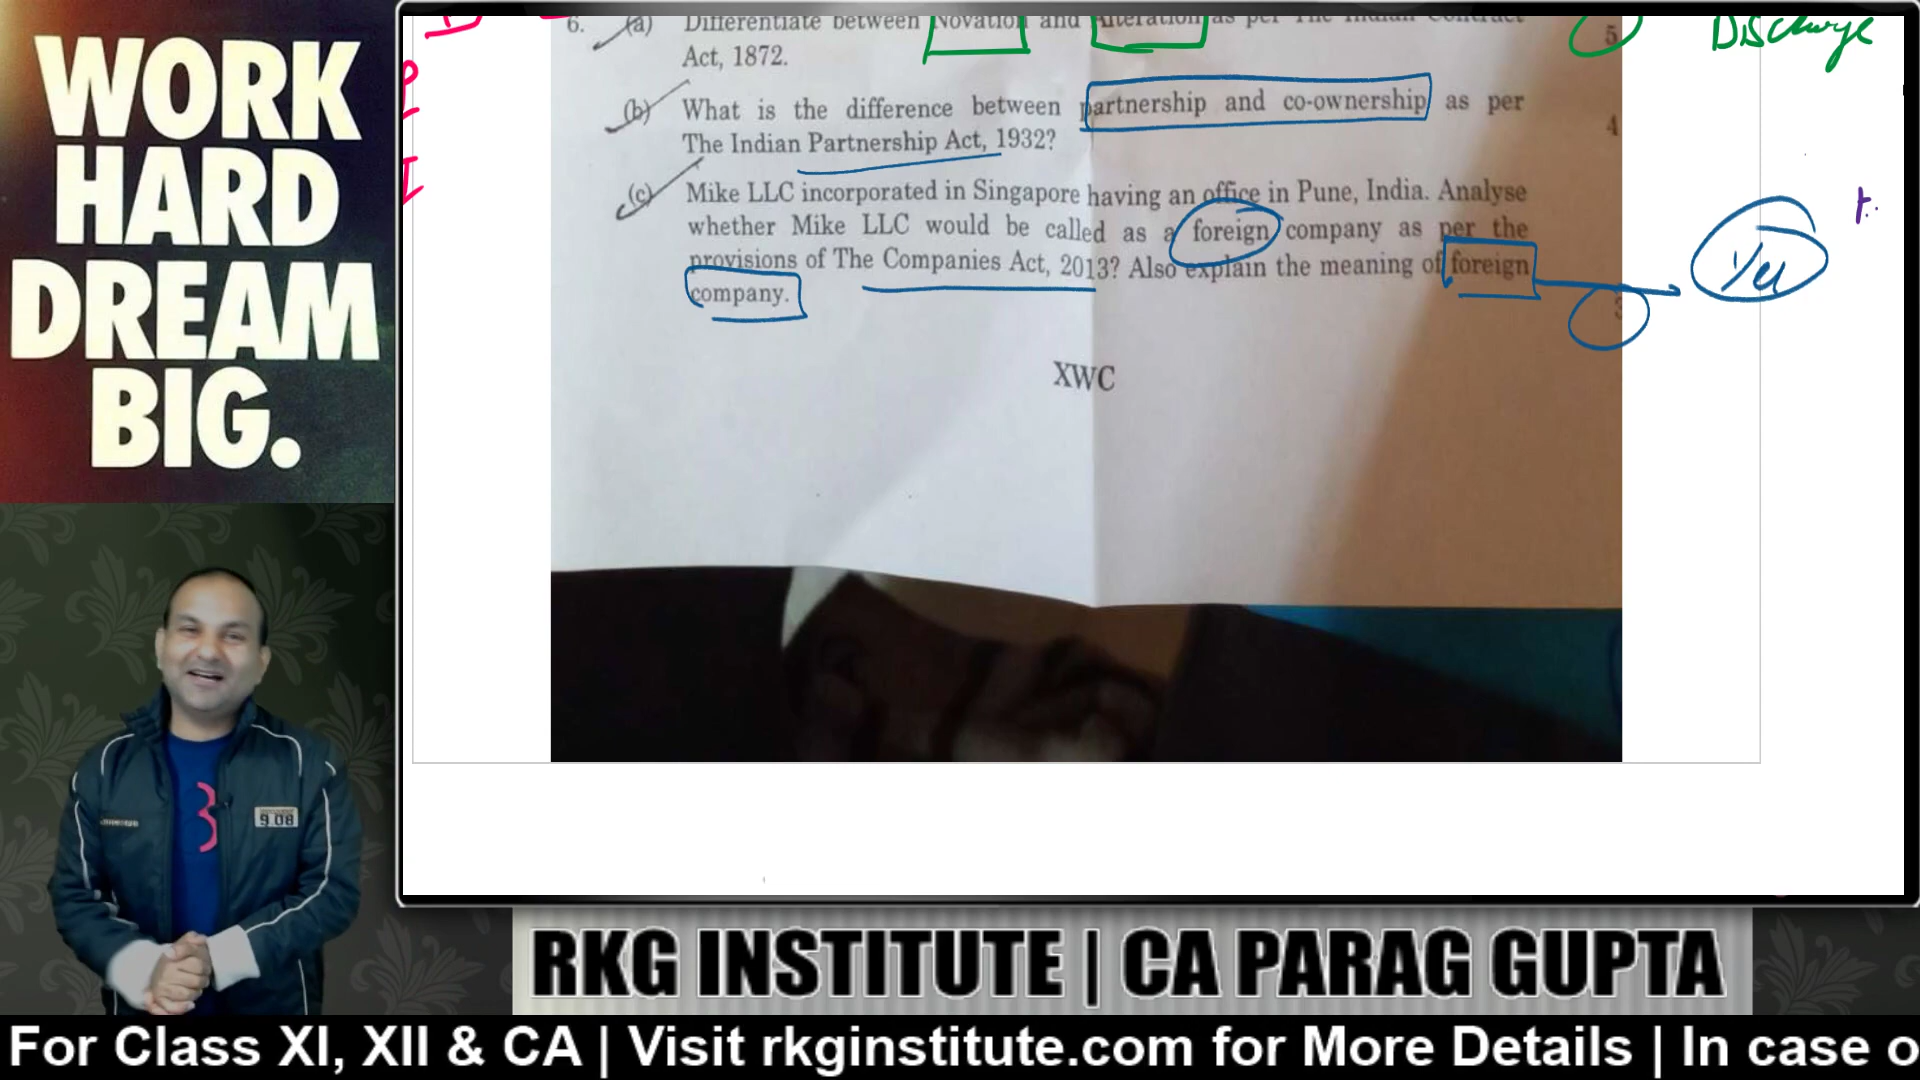 WORK
HARD
DREAM
BIG.
6. (a) Differentiate between Novation and Alteration as per The Indian Contract
Act, 1872.
5
Discharge
(b) What is the difference between partnership and co-ownership as per
The Indian Partnership Act, 1932?
4
(c) Mike LLC incorporated in Singapore having an office in Pune, India. Analyse
whether Mike LLC would be called as a foreign company as per the
provisions of The Companies Act, 2013? Also explain the meaning of foreign
company.
3
XWC
9 08
RKG INSTITUTE | CA PARAG GUPTA
For Class XI, XII & CA | Visit rkginstitute.com for More Details | In case o